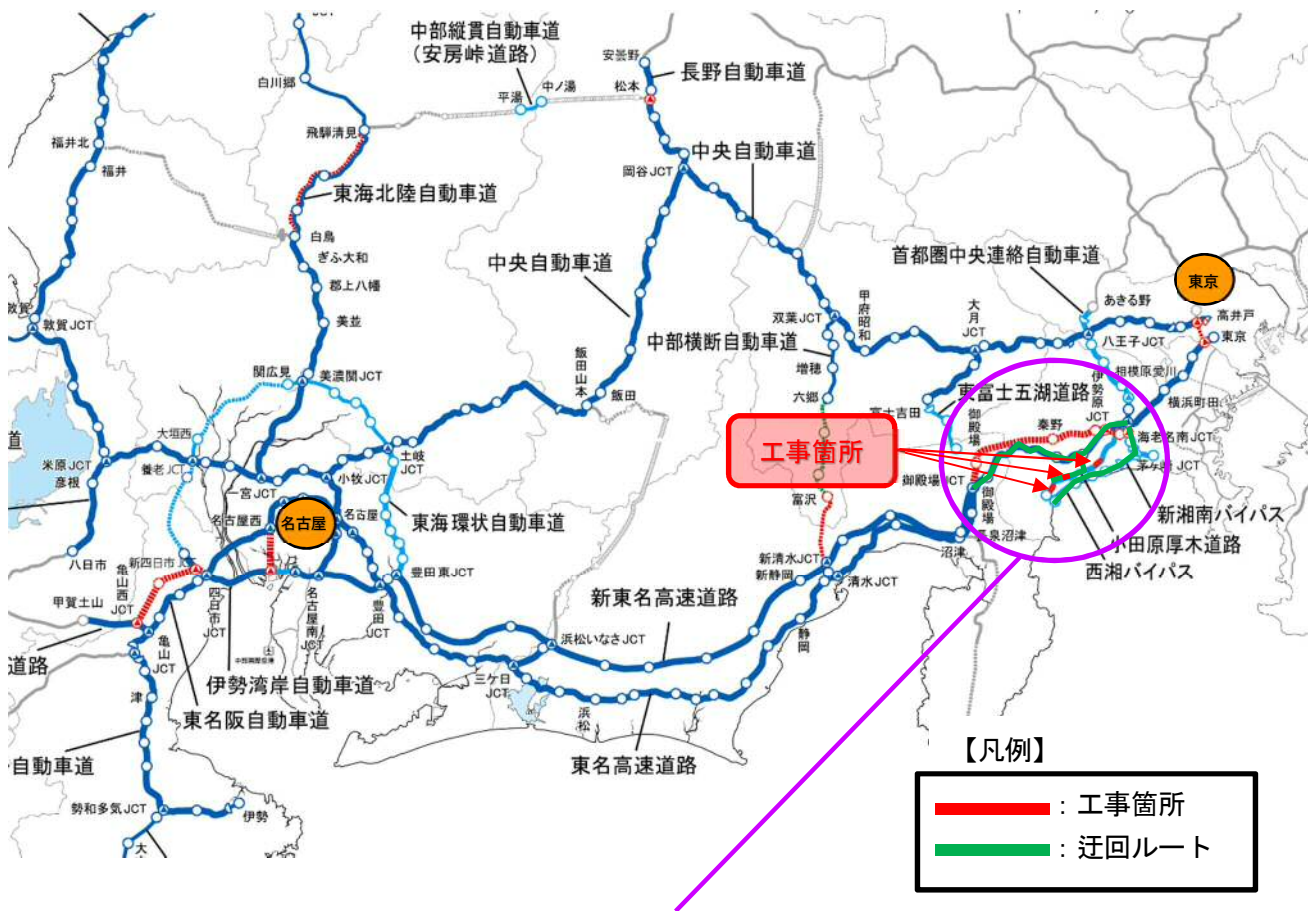 中部縦貫自動車道
(安房峠道路)
安曇野
長野自動車道
白川郷
平湯
中ノ湯
松本
飛騨清見
福井北
福井
中央自動車道
岡谷JCT
東海北陸自動車道
白鳥
ぎふ大和
中央自動車道
首都圏中央連絡自動車道
東京
郡上八幡
あきる野
高井戸
敦賀JCT
美並
双葉JCT
甲府昭和
大月JCT
八王子JCT
東京
中部横断自動車道
飯田山本
関広見
美濃関JCT
飯田
増穂
相模原愛川
六郷
東富士五湖道路
伊勢原JCT
富士吉田
御殿場
横浜町田
大垣西
秦野
土岐JCT
工事箇所
海老名南JCT
米原JCT
養老JCT
彦根
一宮JCT
小牧JCT
御殿場JCT
茅ヶ崎JCT
富沢
御殿場
名古屋西
名古屋
名古屋
東海環状自動車道
新湘南バイパス
長泉沼津
小田原厚木道路
八日市
新四日市JCT
沼津
亀山西JCT
豊田東JCT
新清水JCT
西湘バイパス
新静岡
清水JCT
甲賀土山
四日市JCT
名古屋南JCT
豊田JCT
新東名高速道路
静岡
浜松いなさJCT
道路
亀山JCT
中部国際空港
伊勢湾岸自動車道
三ケ日JCT
津
東名阪自動車道
浜松
自動車道
東名高速道路
【凡例】
勢和多気JCT
伊勢
:工事箇所
:迂回ルート